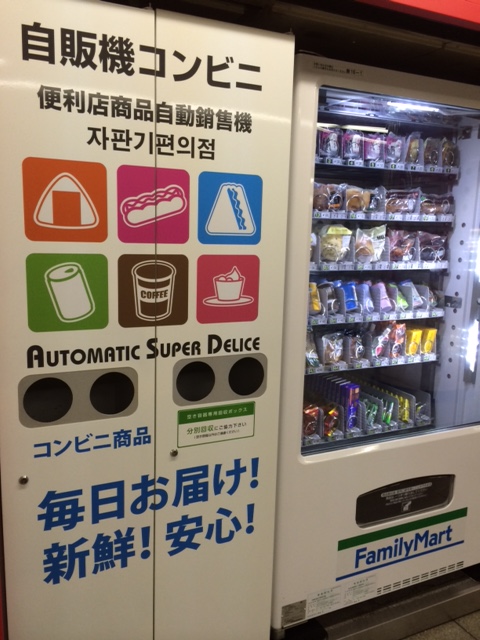 自販機コンビニ
便利店商品自動銷售機
자판기편의점
COFFEE
AUTOMATIC SUPER DELICE
分別回収にご協力下さい
コンビニ商品
毎日お届け!
新鮮! 安心!
FamilyMart